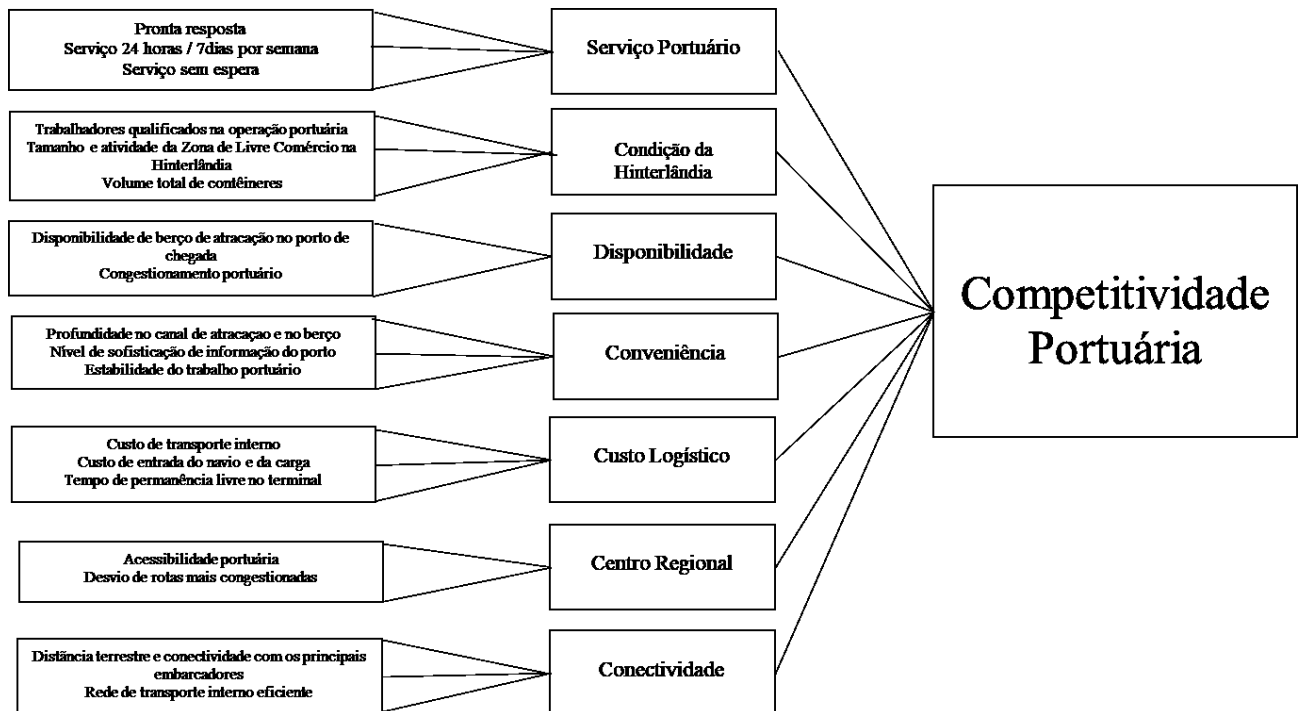 Pronta resposta
Serviço 24 horas / 7dias por semana
Serviço sem espera
Serviço Portuário
Trabalhadores qualificados na operação portuária
Tamanho e atividade da Zona de Livre Comércio na
Hinterlândia
Volume total de contêineres
Condição da
Hinterlândia
Disponibilidade de berço de atracação no porto de
chegada
Congestionamento portuário
Disponibilidade
Profundidade no canal de atracaçao e no berço
Nível de sofisticação de informação do porto
Estabilidade do trabalho portuário
Conveniência
Custo de transporte interno
Custo de entrada do navio e da carga
Tempo de permanência livre no terminal
Custo Logístico
Acessibilidade portuária
Desvio de rotas mais congestionadas
Centro Regional
Distância terrestre e conectividade com os principais
embarcadores
Rede de transporte interno eficiente
Conectividade
Competitividade
Portuária